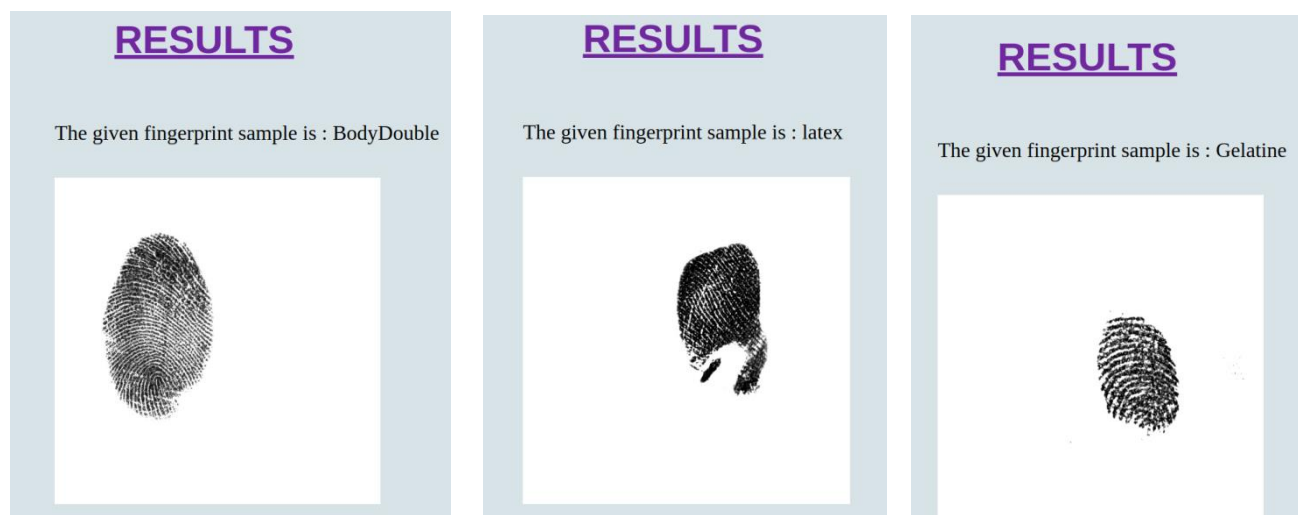 RESULTS
The given fingerprint sample is : BodyDouble
RESULTS
The given fingerprint sample is : latex
RESULTS
The given fingerprint sample is : Gelatine